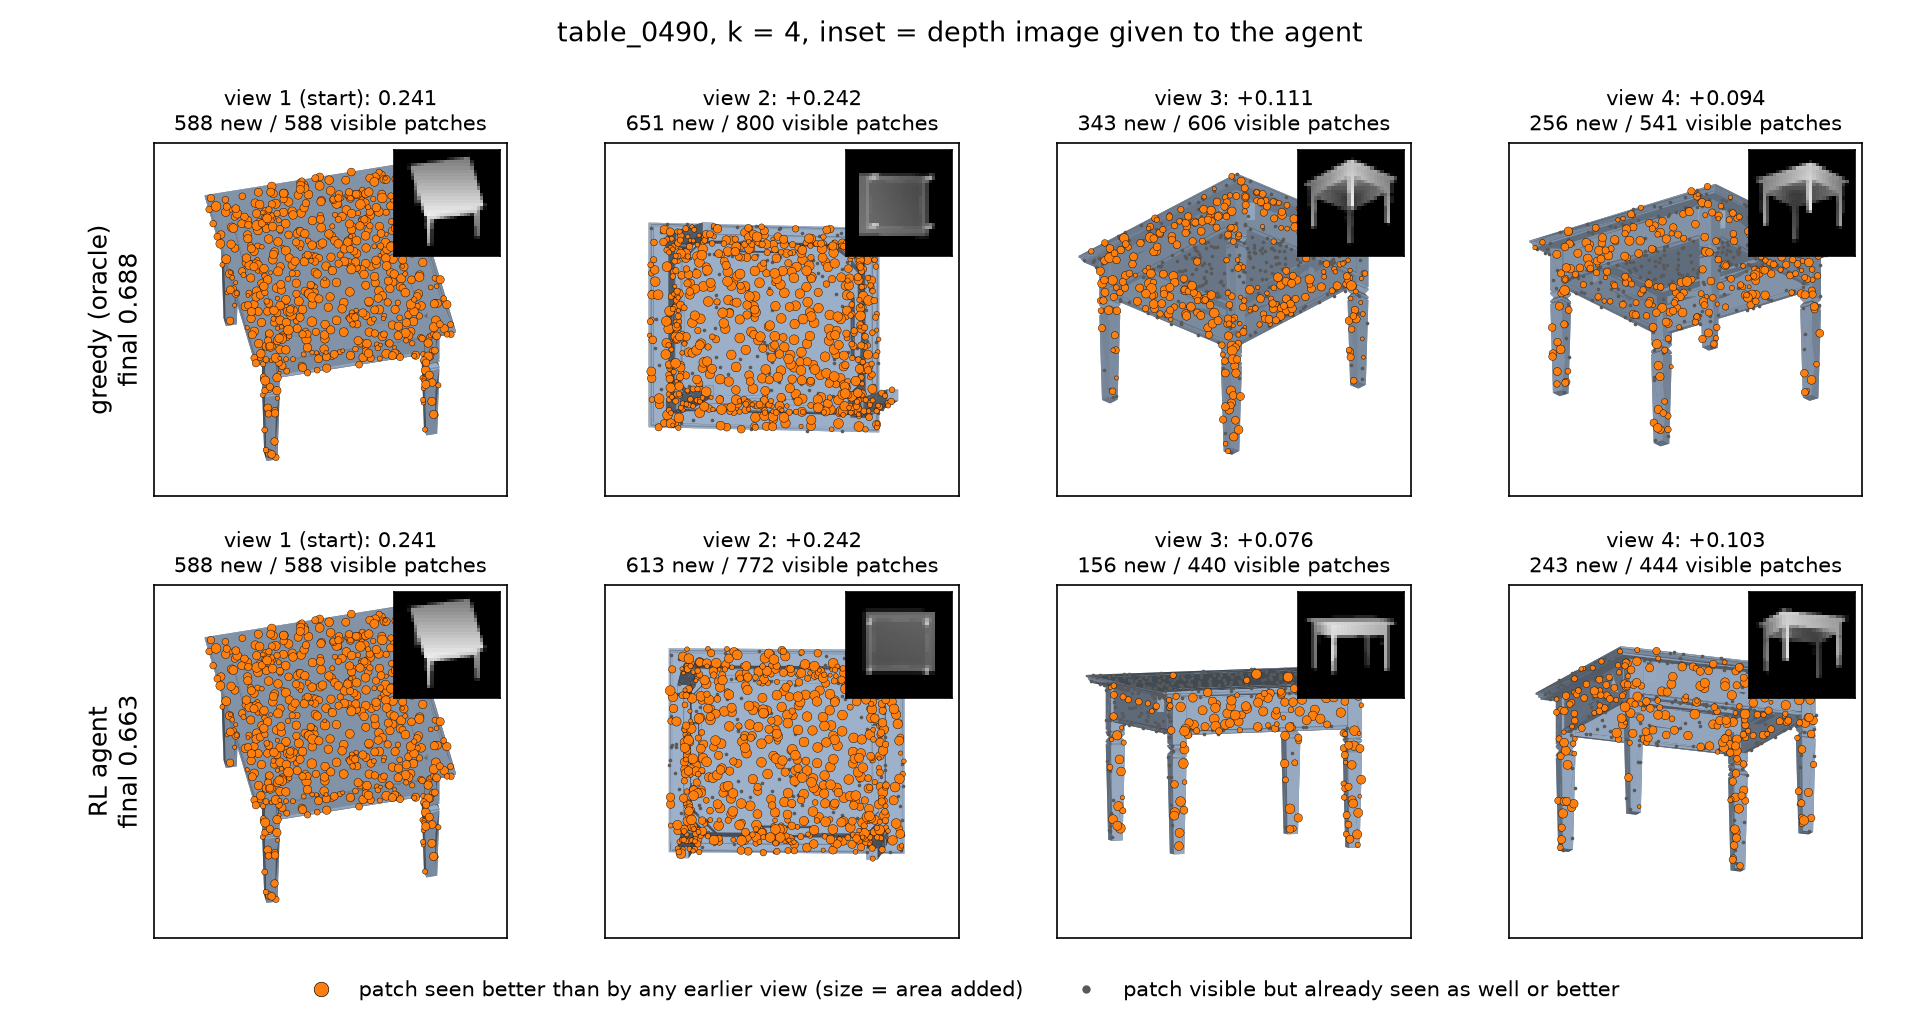 table_0490, k = 4, inset = depth image given to the agent
view 1 (start): 0.241
588 new / 588 visible patches
view 2: +0.242
651 new / 800 visible patches
view 3: +0.111
343 new / 606 visible patches
view 4: +0.094
256 new / 541 visible patches
greedy (oracle)
final 0.688
view 1 (start): 0.241
588 new / 588 visible patches
view 2: +0.242
613 new / 772 visible patches
view 3: +0.076
156 new / 440 visible patches
view 4: +0.103
243 new / 444 visible patches
RL agent
final 0.663
patch seen better than by any earlier view (size = area added)
patch visible but already seen as well or better